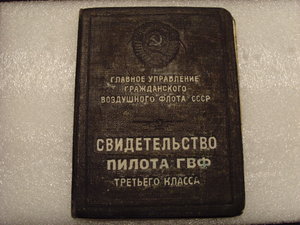 ГЛАВНОЕ УПРАВЛЕНИЕ
ГРАЖДАНСКОГО
ВОЗДУШНОГО ФЛОТА СССР
СВИДЕТЕЛЬСТВО
ПИЛОТА ГВФ
ТРЕТЬЕГО КЛАССА